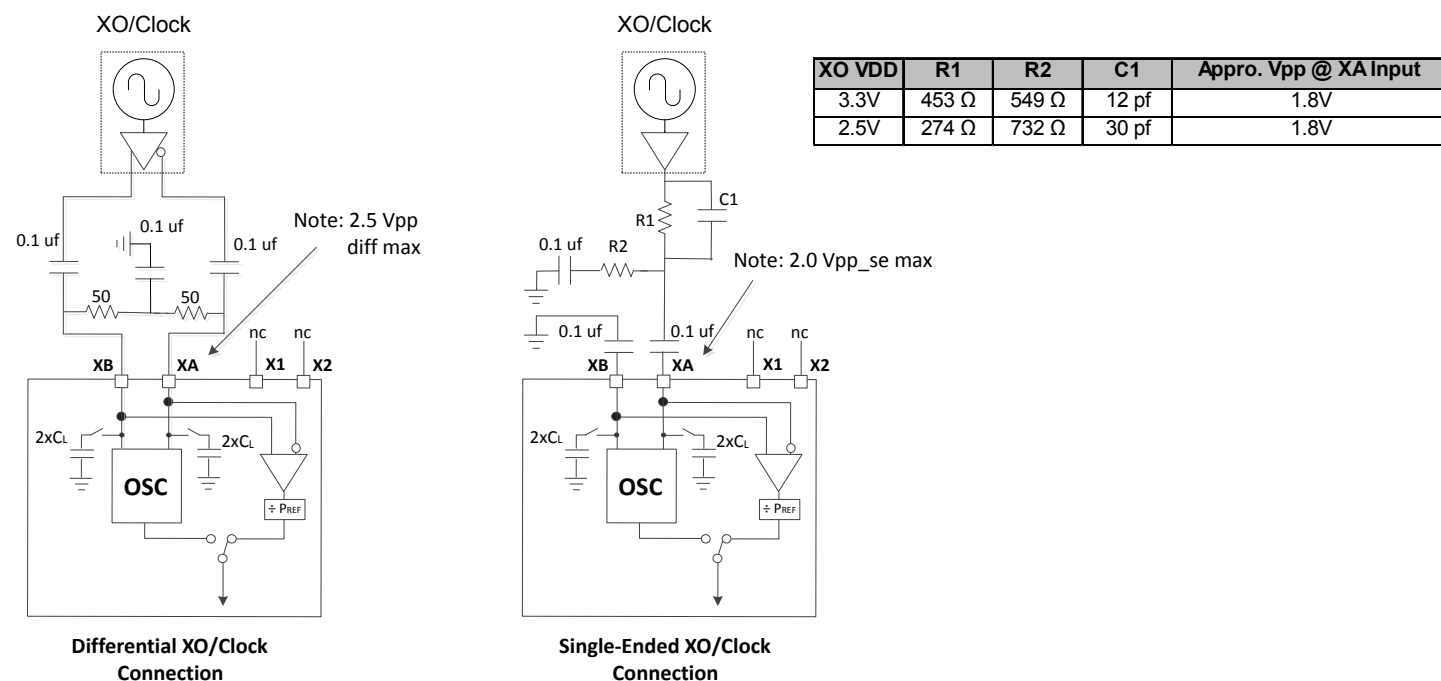 XO/Clock
0.1 uf
0.1 uf
0.1 uf
50
50
Note: 2.5 Vpp
diff max
nc
nc
XB
XA
X1
X2
2xCL
2xCL
OSC
÷ PREF
Differential XO/Clock
Connection
XO/Clock
C1
R1
0.1 uf
R2
Note: 2.0 Vpp_se max
0.1 uf
0.1 uf
nc
nc
XB
XA
X1
X2
2xCL
2xCL
OSC
÷ PREF
Single-Ended XO/Clock
Connection
XO VDD R1 R2 C1 Appro. Vpp @ XA Input
3.3V 453 Ω 549 Ω 12 pf 1.8V
2.5V 274 Ω 732 Ω 30 pf 1.8V